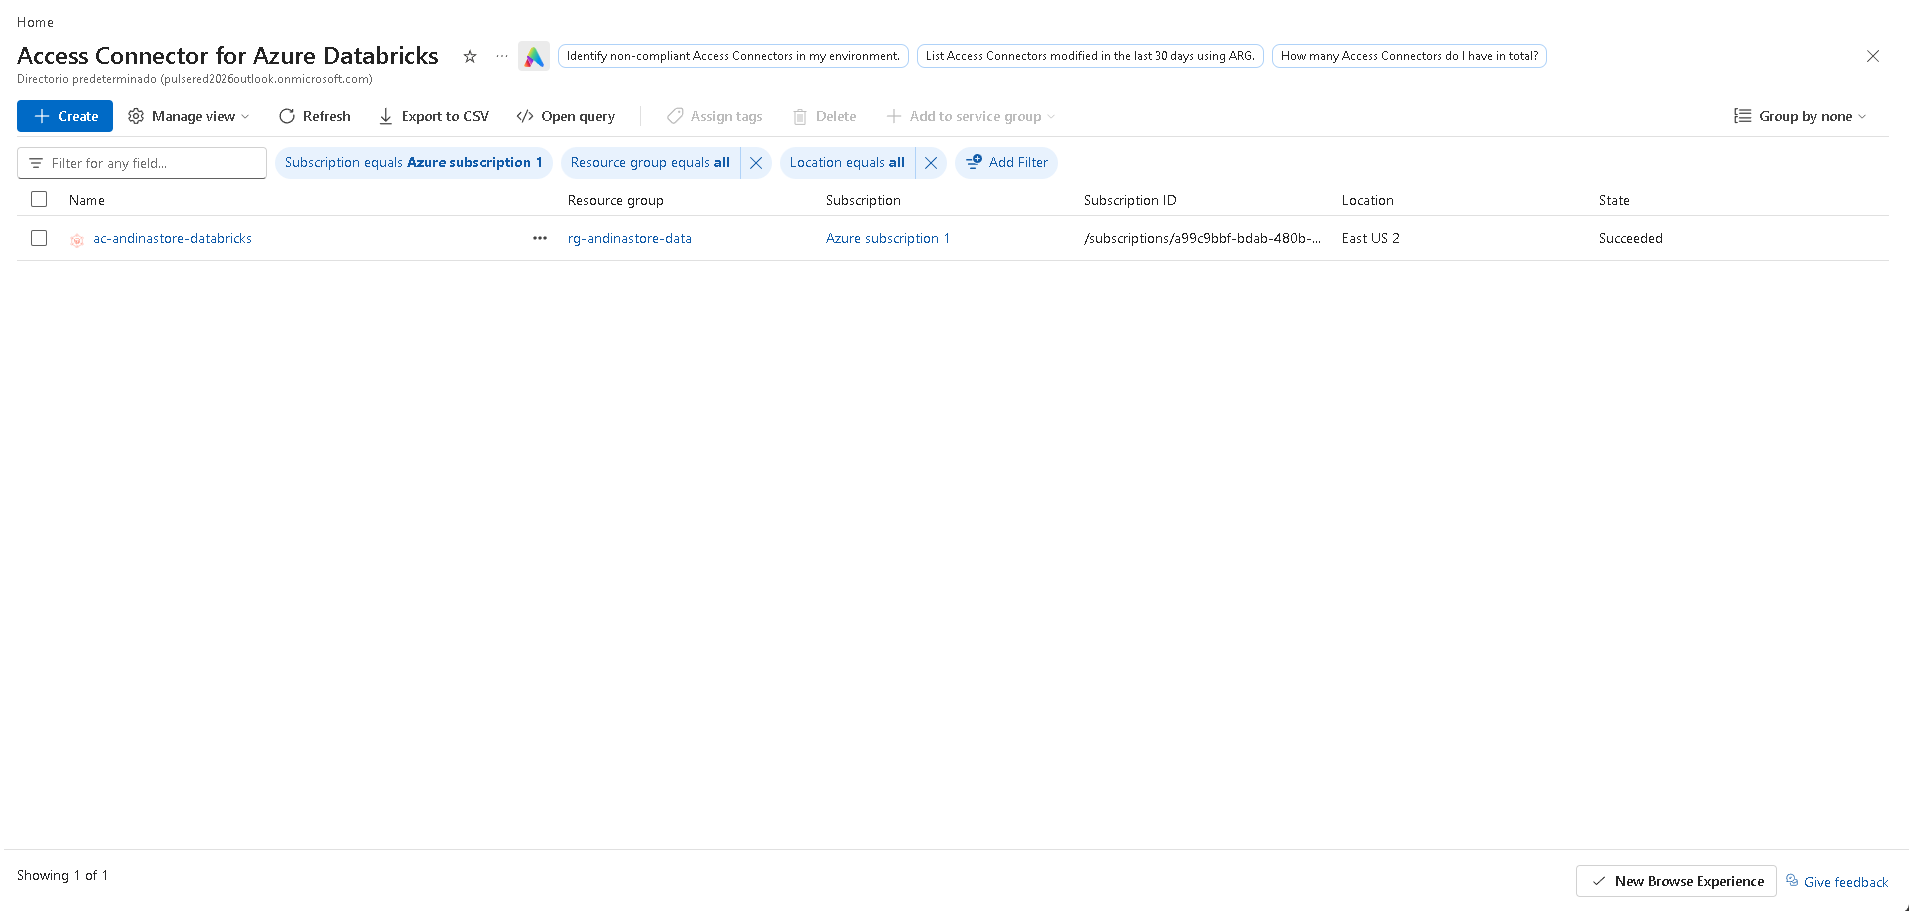 Home
Access Connector for Azure Databricks
Identify non-compliant Access Connectors in my environment. List Access Connectors modified in the last 30 days using ARG. How many Access Connectors do I have in total?
Directorio predeterminado (pulsered2026outlook.onmicrosoft.com)
Create Manage view Refresh Export to CSV Open query Assign tags Delete Add to service group Group by none
Filter for any field... Subscription equals Azure subscription 1 Resource group equals all Location equals all Add Filter
Name Resource group Subscription Subscription ID Location State
ac-andinastore-databricks ... rg-andinastore-data Azure subscription 1 /subscriptions/a99c9bbf-bdab-480b-... East US 2 Succeeded
Showing 1 of 1
New Browse Experience Give feedback